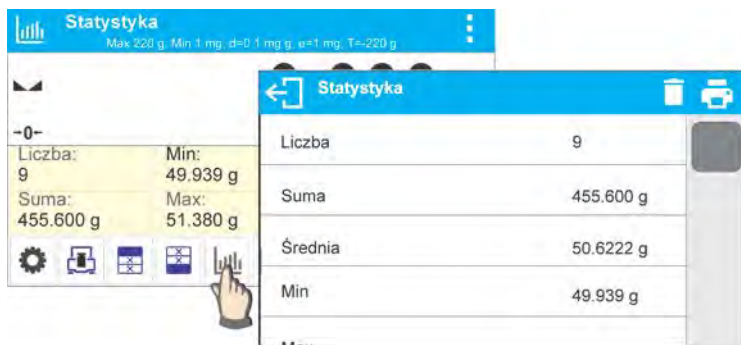 Statystyka
Max 220 g, Min 1 mg, d=0.1 mg g, e=1 mg, T=-220 g
→0←
Liczba:
9
Min:
49.939 g
Suma:
455.600 g
Max:
51.380 g
Statystyka
Liczba 9
Suma 455.600 g
Średnia 50.6222 g
Min 49.939 g